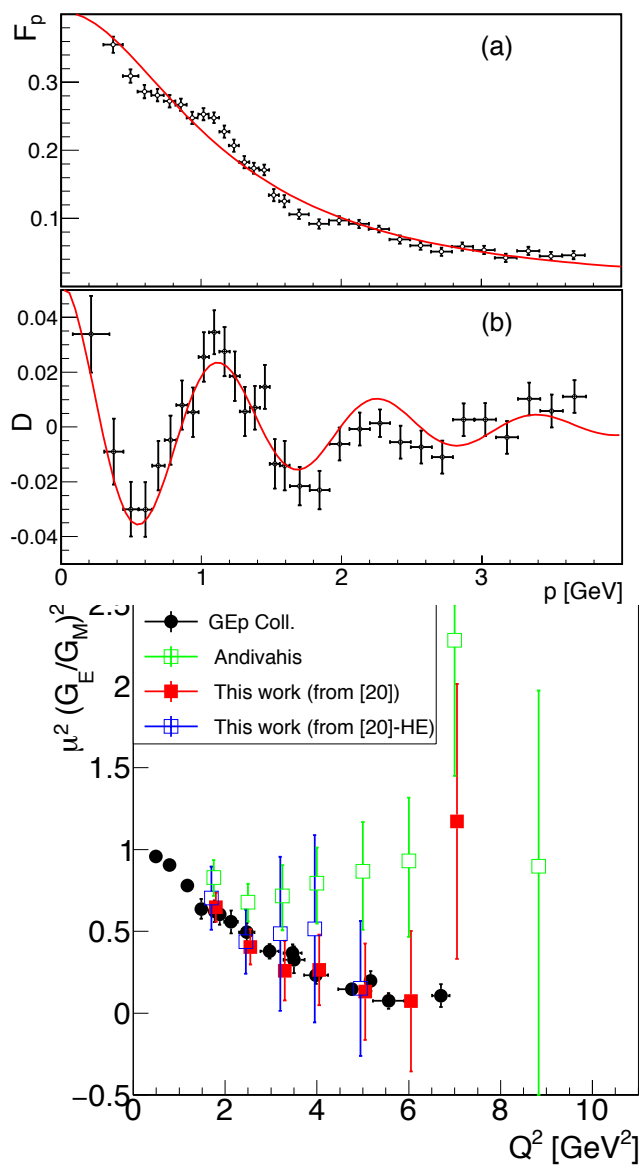 F_p
(a)
0.3
0.2
0.1
(b)
0.04
0.02
0
-0.02
-0.04
D
0 1 2 3
p [GeV]
μ² (G_E/G_M)²
2.5
2
1.5
1
0.5
0
−0.5
GEp Coll.
Andivahis
This work (from [20])
This work (from [20]-HE)
0 2 4 6 8 10
Q² [GeV²]